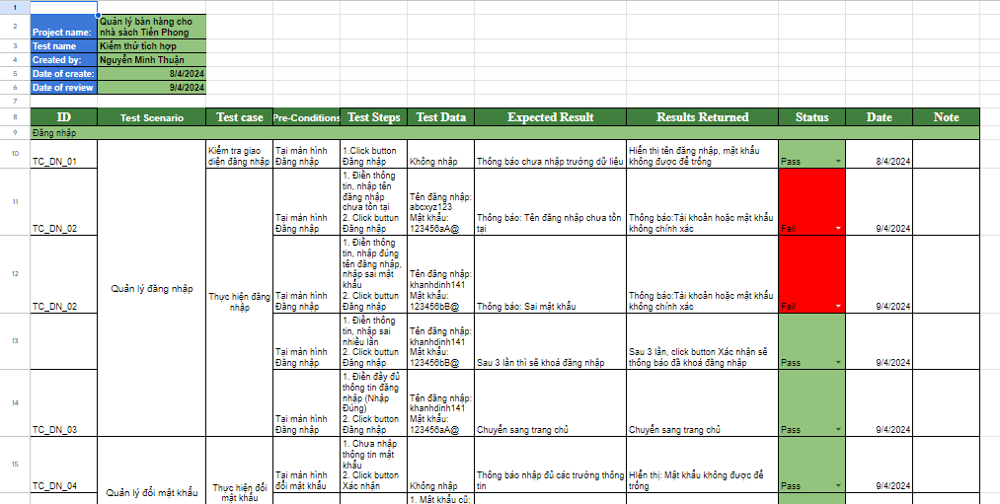 1
2
Project name:
Quản lý bán hàng cho
nhà sách Tiền Phong
3
Test name
Kiểm thử tích hợp
4
Created by:
Nguyễn Minh Thuận
5
Date of create:
8/4/2024
6
Date of review
9/4/2024
7
8
ID
Test Scenario
Test case
Pre-Conditions
Test Steps
Test Data
Expected Result
Results Returned
Status
Date
Note
9
Đăng nhập
10
TC_DN_01
Quản lý đăng nhập
Kiểm tra giao
diện đăng nhập
Tại màn hình
Đăng nhập
1.Click button
Đăng nhập
Không nhập
Thông báo chưa nhập trường dữ liệu
Hiển thị tên đăng nhập, mật khẩu
không được để trống
Pass
8/4/2024
11
TC_DN_02
Thực hiện đăng
nhập
Tại màn hình
Đăng nhập
1. Điền thông
tin, nhập tên
đăng nhập
chưa tồn tại
2. Click buttun
Đăng nhập
Tên đăng nhập:
abcxyz123
Mật khẩu:
123456aA@
Thông báo: Tên đăng nhập chưa tồn
tại
Thông báo:Tài khoản hoặc mật khẩu
không chính xác
Fail
9/4/2024
12
TC_DN_02
Tại màn hình
Đăng nhập
1. Điền thông
tin, nhập đúng
tên đăng nhập,
nhập sai mật
khẩu
2. Click buttun
Đăng nhập
Tên đăng nhập:
khanhdinh141
Mật khẩu:
123456bB@
Thông báo: Sai mật khẩu
Thông báo:Tài khoản hoặc mật khẩu
không chính xác
Fail
9/4/2024
13
Tại màn hình
Đăng nhập
1. Điền thông
tin, nhập sai
nhiều lần
2. Click buttun
Đăng nhập
Tên đăng nhập:
khanhdinh141
Mật khẩu:
123456bB@
Sau 3 lần thì sẽ khoá đăng nhập
Sau 3 lần, click button Xác nhận sẽ
thông báo đã khoá đăng nhập
Pass
9/4/2024
14
TC_DN_03
Tại màn hình
Đăng nhập
1. Điền đầy đủ
thông tin đăng
nhập (Nhập
Đúng)
2. Click button
Đăng nhập
Tên đăng nhập:
khanhdinh141
Mật khẩu:
123456aA@
Chuyển sang trang chủ
Chuyển sang trang chủ
Pass
9/4/2024
15
TC_DN_04
Quản lý đổi mật khẩu
Thực hiện đổi
mật khẩu
Tại màn hình
đổi mật khẩu
1. Chưa nhập
thông tin mật
khẩu
2. Click button
Xác nhận
Không nhập
Thông báo nhập đủ các trường thông
tin
Hiển thị: Mật khẩu không được để
trống
Pass
9/4/2024
1. Mật khẩu cũ: